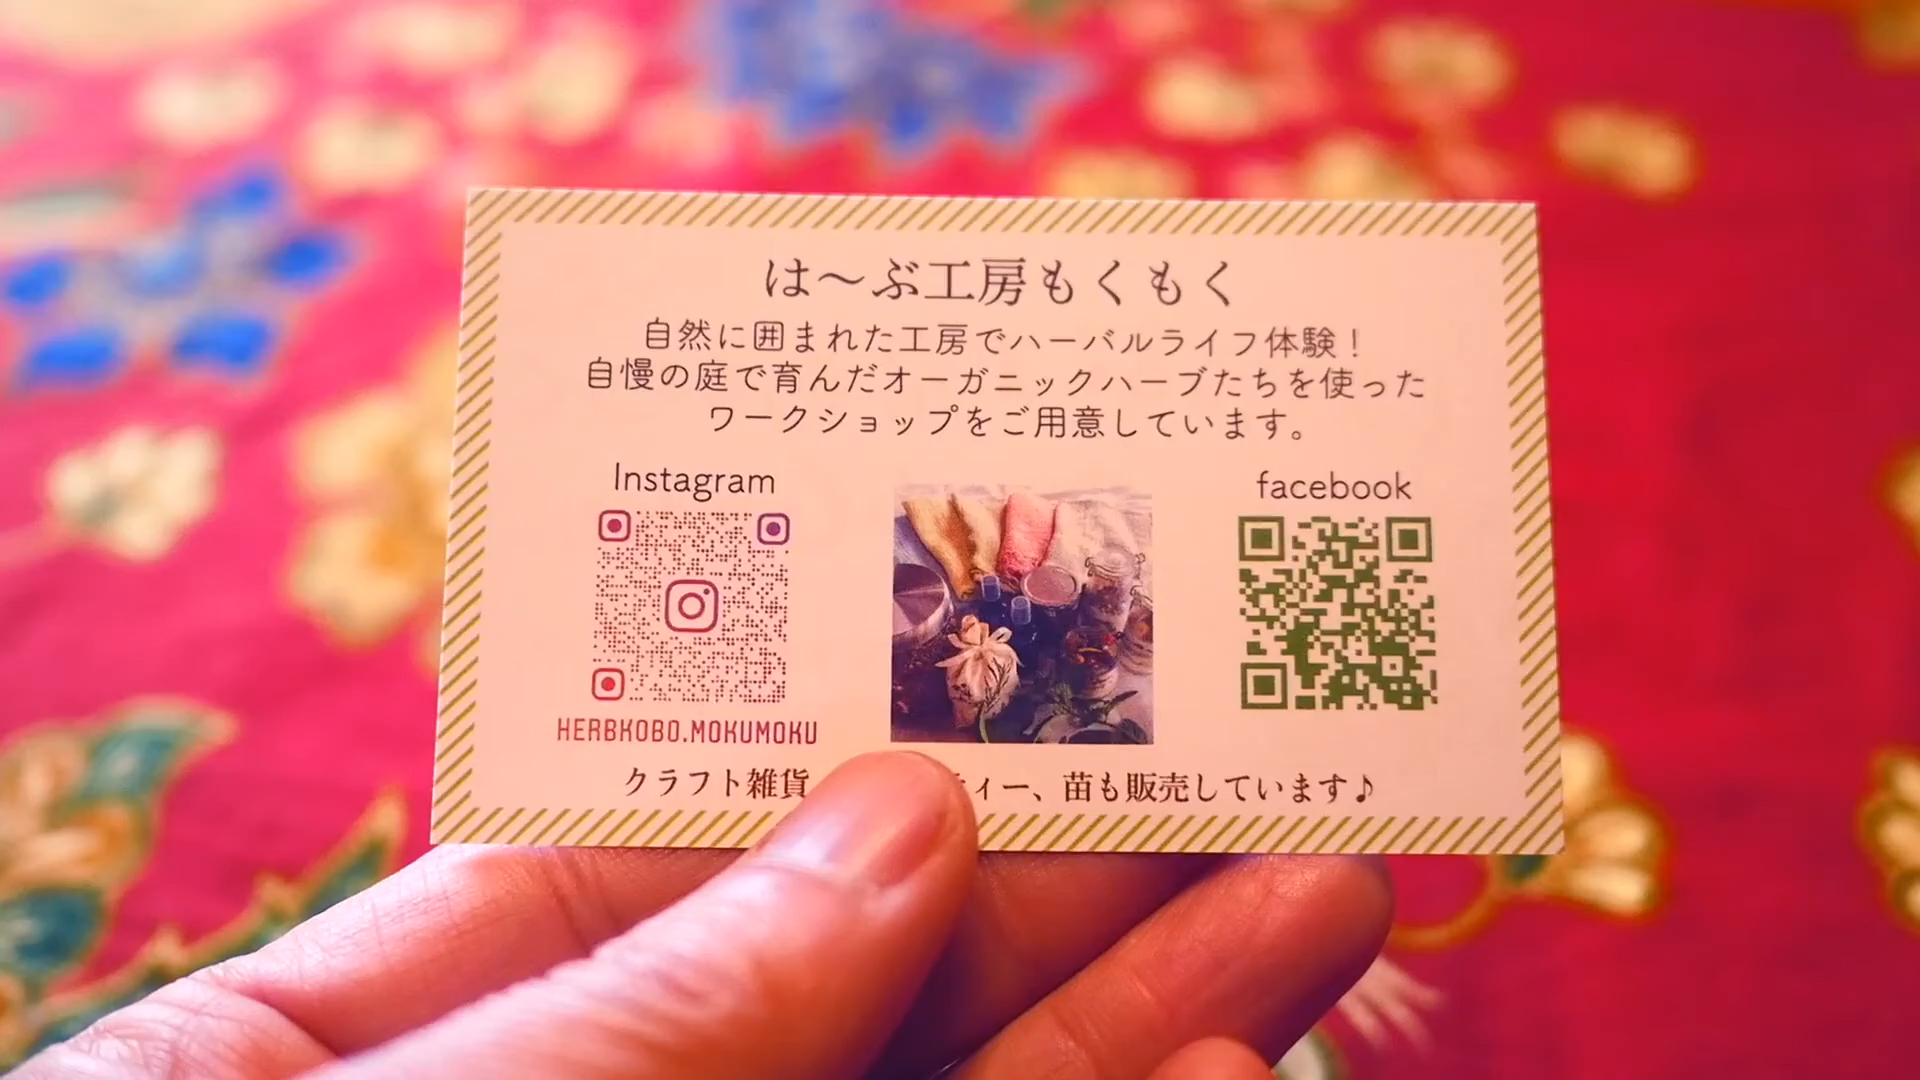 は〜ぶ工房もくもく
自然に囲まれた工房でハーバルライフ体験！
自慢の庭で育んだオーガニックハーブたちを使った
ワークショップをご用意しています。
Instagram
facebook
HERBKOBO.MOKUMOKU
クラフト雑貨 ティー、苗も販売しています♪